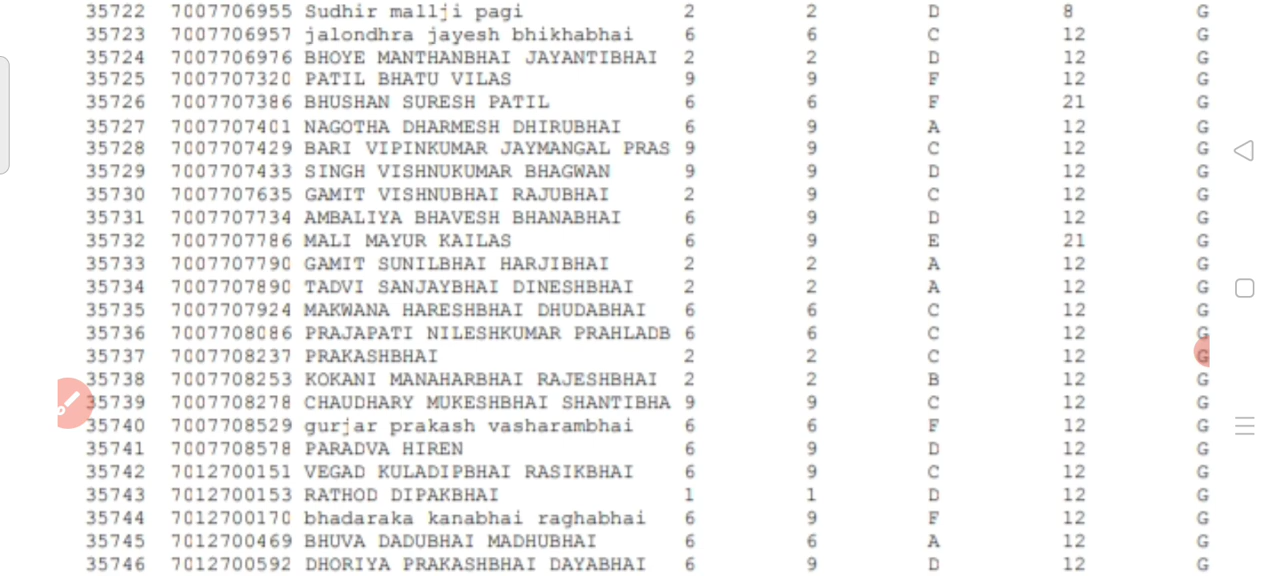 35722 7007706955 Sudhir mallji pagi 2 2 D 8 G
35723 7007706957 jalondhra jayesh bhikhabhai 6 6 C 12 G
35724 7007706976 BHOYE MANTHANBHAI JAYANTIBHAI 2 2 D 12 G
35725 7007707320 PATIL BHATU VILAS 9 9 F 12 G
35726 7007707386 BHUSHAN SURESH PATIL 6 6 F 21 G
35727 7007707401 NAGOTHA DHARMESH DHIRUBHAI 6 9 A 12 G
35728 7007707429 BARI VIPINKUMAR JAYMANGAL PRAS 9 9 C 12 G
35729 7007707433 SINGH VISHNUKUMAR BHAGWAN 9 9 D 12 G
35730 7007707635 GAMIT VISHNUBHAI RAJUBHAI 2 9 C 12 G
35731 7007707734 AMBALIYA BHAVESH BHANABHAI 6 9 D 12 G
35732 7007707786 MALI MAYUR KAILAS 6 9 E 21 G
35733 7007707790 GAMIT SUNILBHAI HARJIBHAI 2 2 A 12 G
35734 7007707890 TADVI SANJAYBHAI DINESHBHAI 2 2 A 12 G
35735 7007707924 MAKWANA HARESHBHAI DHUDABHAI 6 6 C 12 G
35736 7007708086 PRAJAPATI NILESHKUMAR PRAHLADB 6 6 C 12 G
35737 7007708237 PRAKASHBHAI 2 2 C 12 G
35738 7007708253 KOKANI MANAHARBHAI RAJESHBHAI 2 2 B 12 G
35739 7007708278 CHAUDHARY MUKESHBHAI SHANTIBHA 9 9 C 12 G
35740 7007708529 gurjar prakash vasharambhai 6 6 F 12 G
35741 7007708578 PARADVA HIREN 6 9 D 12 G
35742 7012700151 VEGAD KULADIPBHAI RASIKBHAI 6 9 C 12 G
35743 7012700153 RATHOD DIPAKBHAI 1 1 D 12 G
35744 7012700170 bhadaraka kanabhai raghabhai 6 9 F 12 G
35745 7012700469 BHUVA DADUBHAI MADHUBHAI 6 6 A 12 G
35746 7012700592 DHORIYA PRAKASHBHAI DAYABHAI 6 9 D 12 G